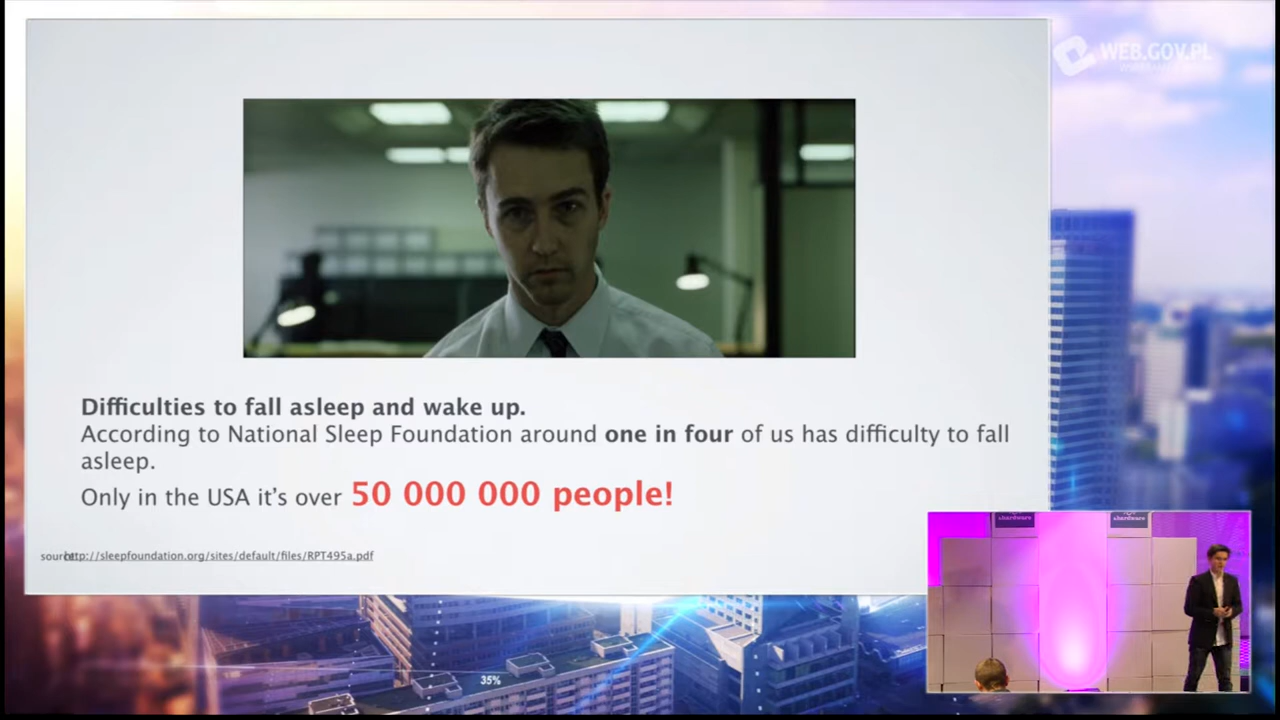 WEB.GOV.PL
Difficulties to fall asleep and wake up.
According to National Sleep Foundation around one in four of us has difficulty to fall
asleep.
Only in the USA it's over 50 000 000 people!
http://sleepfoundation.org/sites/default/files/RPT495a.pdf
35%